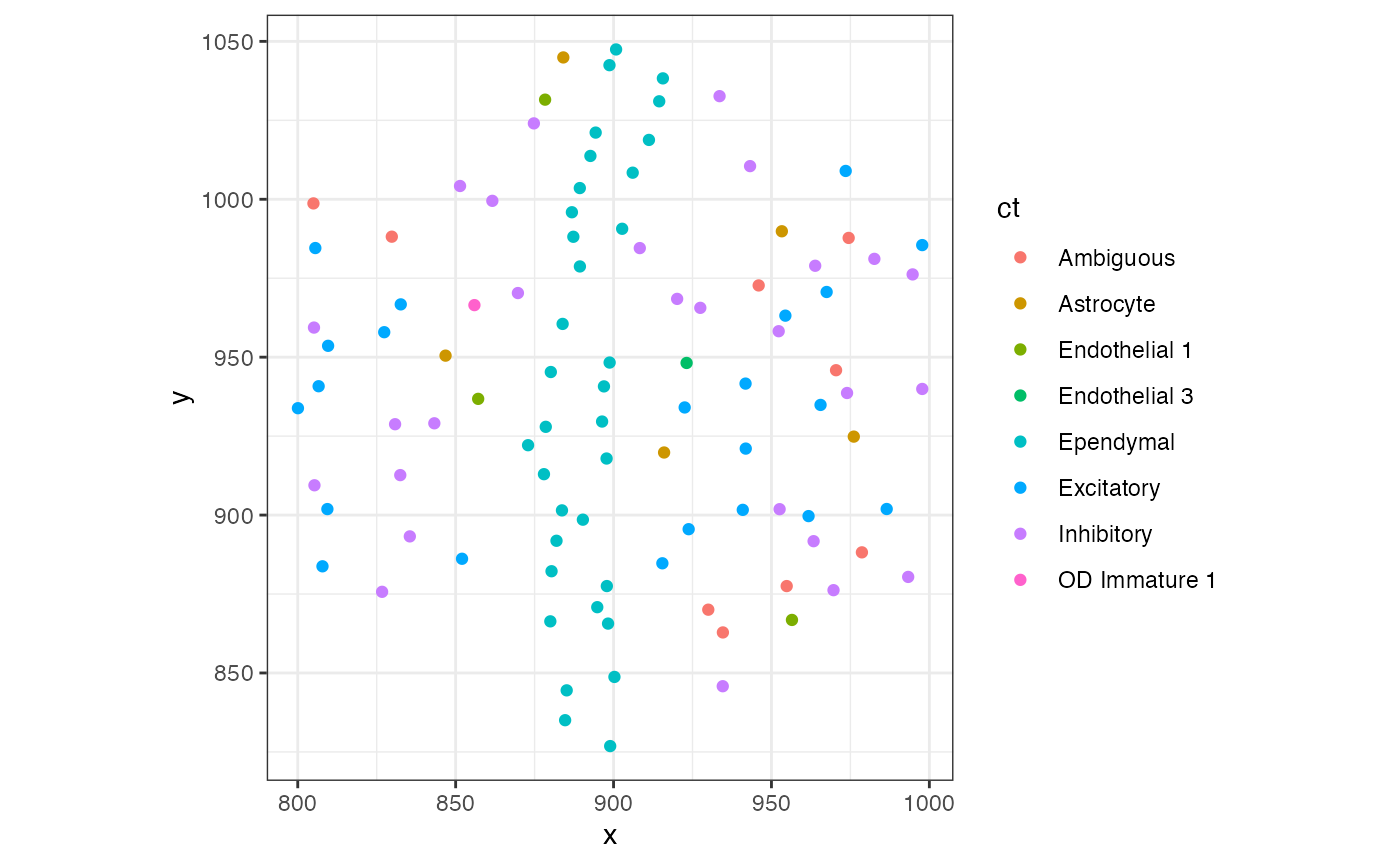 1050
1000
950
900
850
y
800 850 900 950 1000
x
ct
Ambiguous
Astrocyte
Endothelial 1
Endothelial 3
Ependymal
Excitatory
Inhibitory
OD Immature 1